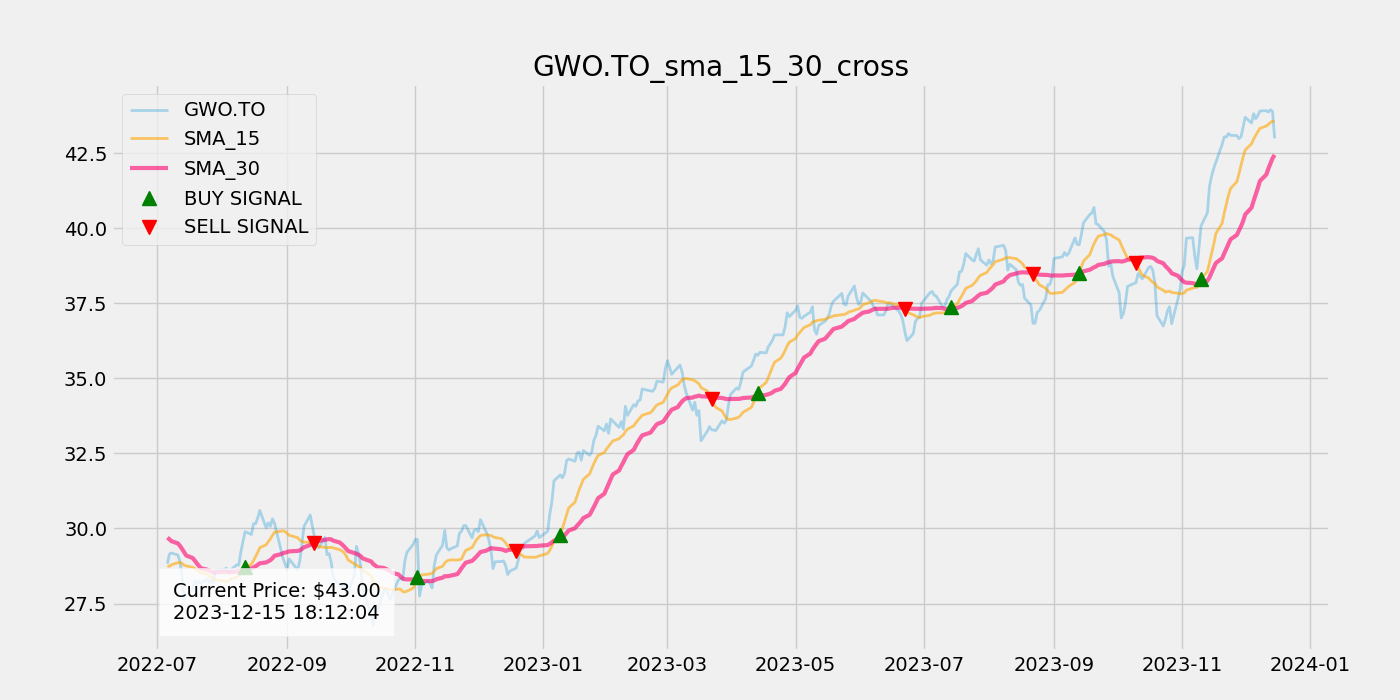 GWO.TO_sma_15_30_cross
GWO.TO
SMA_15
SMA_30
BUY SIGNAL
SELL SIGNAL
42.5
40.0
37.5
35.0
32.5
30.0
27.5
Current Price: $43.00
2023-12-15 18:12:04
2022-07 2022-09 2022-11 2023-01 2023-03 2023-05 2023-07 2023-09 2023-11 2024-01